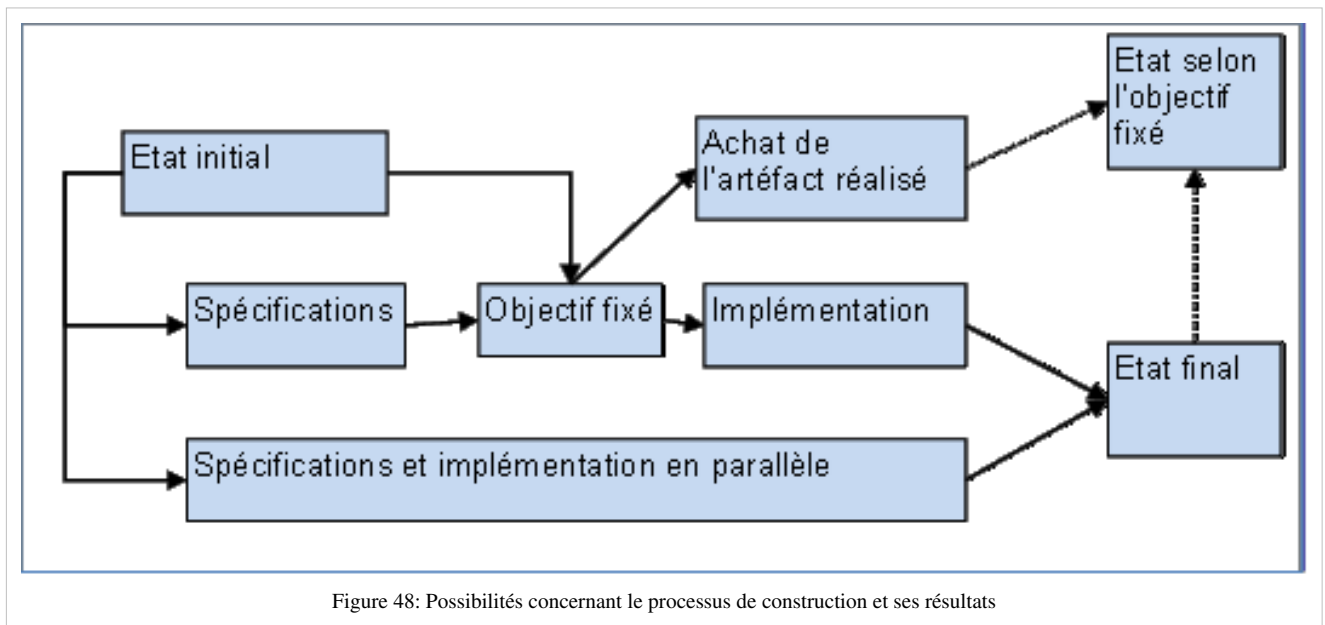 Etat selon
l'objectif
fixé
Etat initial
Achat de
l'artéfact réalisé
Spécifications
Objectif fixé
Implémentation
Etat final
Spécifications et implémentation en parallèle
Figure 48: Possibilités concernant le processus de construction et ses résultats